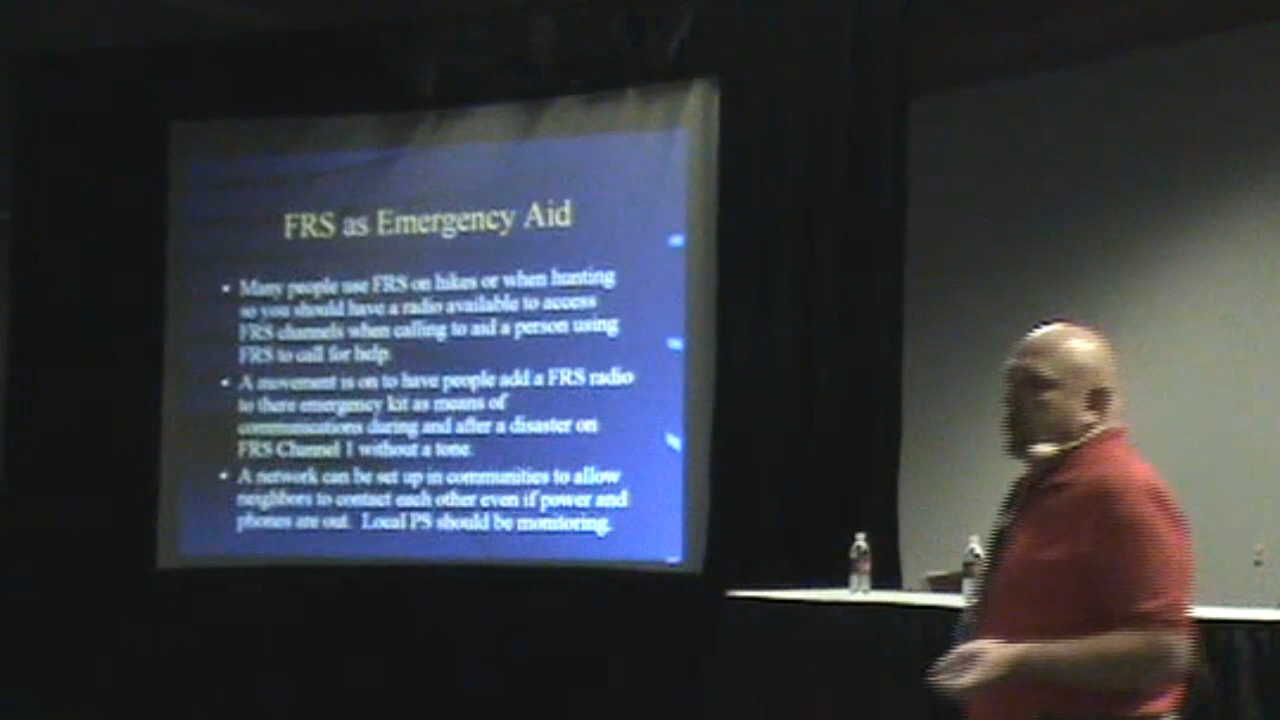 FRS as Emergency Aid
• Many people use FRS on hikes or when hunting
so you should have a radio available to access
FRS channels when calling to aid a person using
FRS to call for help.
• A movement is on to have people add a FRS radio
to there emergency kit as means of
communications during and after a disaster on
FRS Channel 1 without a tone.
• A network can be set up in communities to allow
neighbors to contact each other even if power and
phones are out. Local PS should be monitoring.